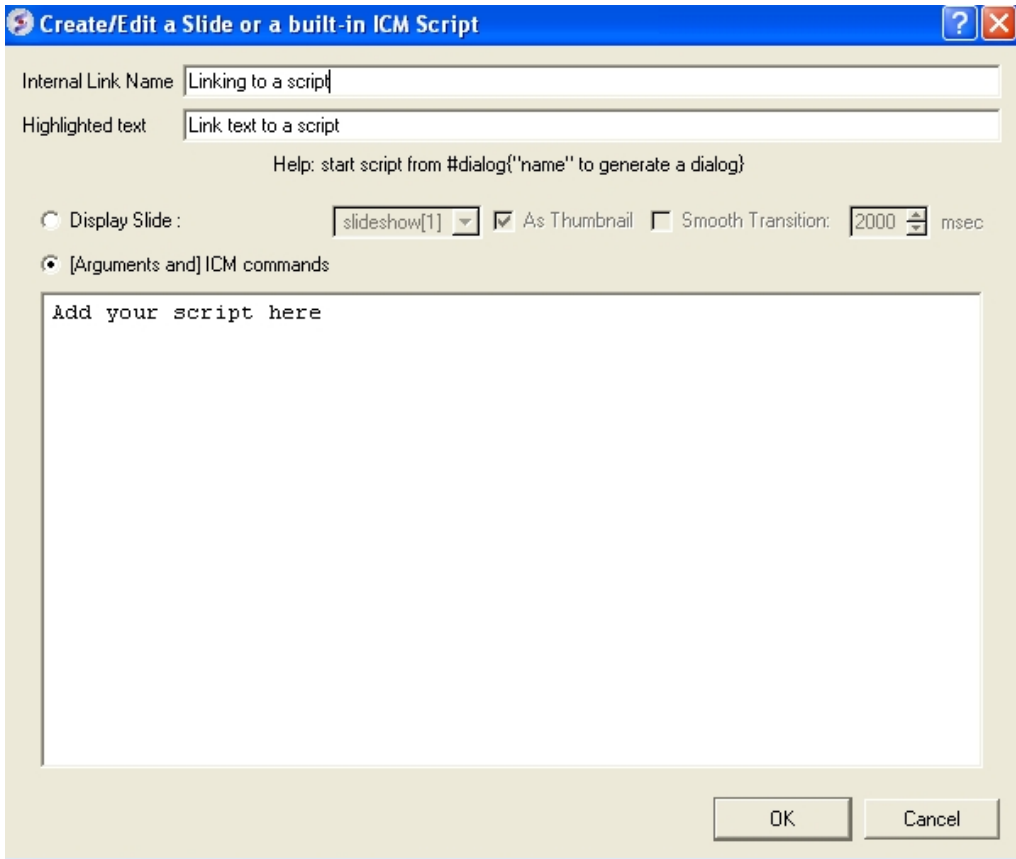 Create/Edit a Slide or a built-in ICM Script
Internal Link Name Linking to a script
Highlighted text Link text to a script
Help: start script from #dialog{"name" to generate a dialog}
Display Slide : slideshow[1] As Thumbnail Smooth Transition: 2000 msec
[Arguments and] ICM commands
Add your script here
OK Cancel